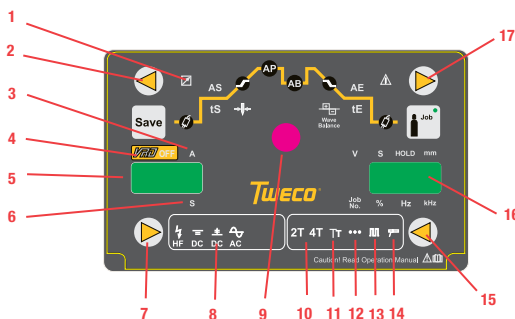 1
2
3
4
5
6
7
8
9
10
11
12
13
14
15
16
17
AP
AS
AB
AE
tS
tE
Save
Wave
Balance
Job
VRD OFF
A
V S HOLD mm
S
Tweco
Job
No.
% Hz kHz
HF DC DC AC
2T 4T TT
Caution! Read Operation Manual